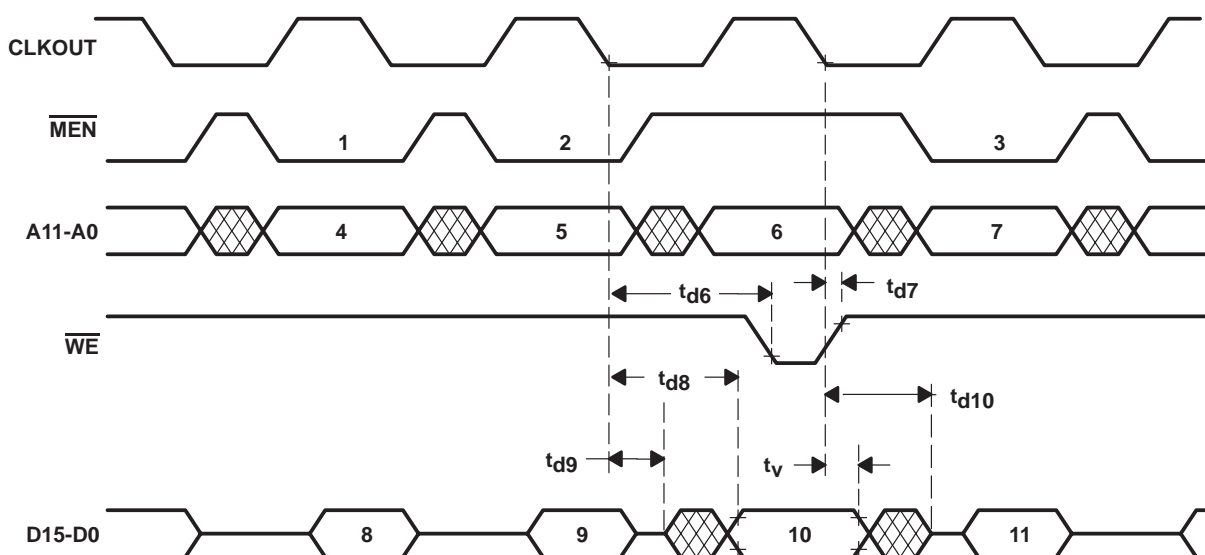 CLKOUT
MEN
1 2 3
A11-A0
4 5 6 7
td6 td7
WE
td8
td10
td9 tv
D15-D0
8 9 10 11